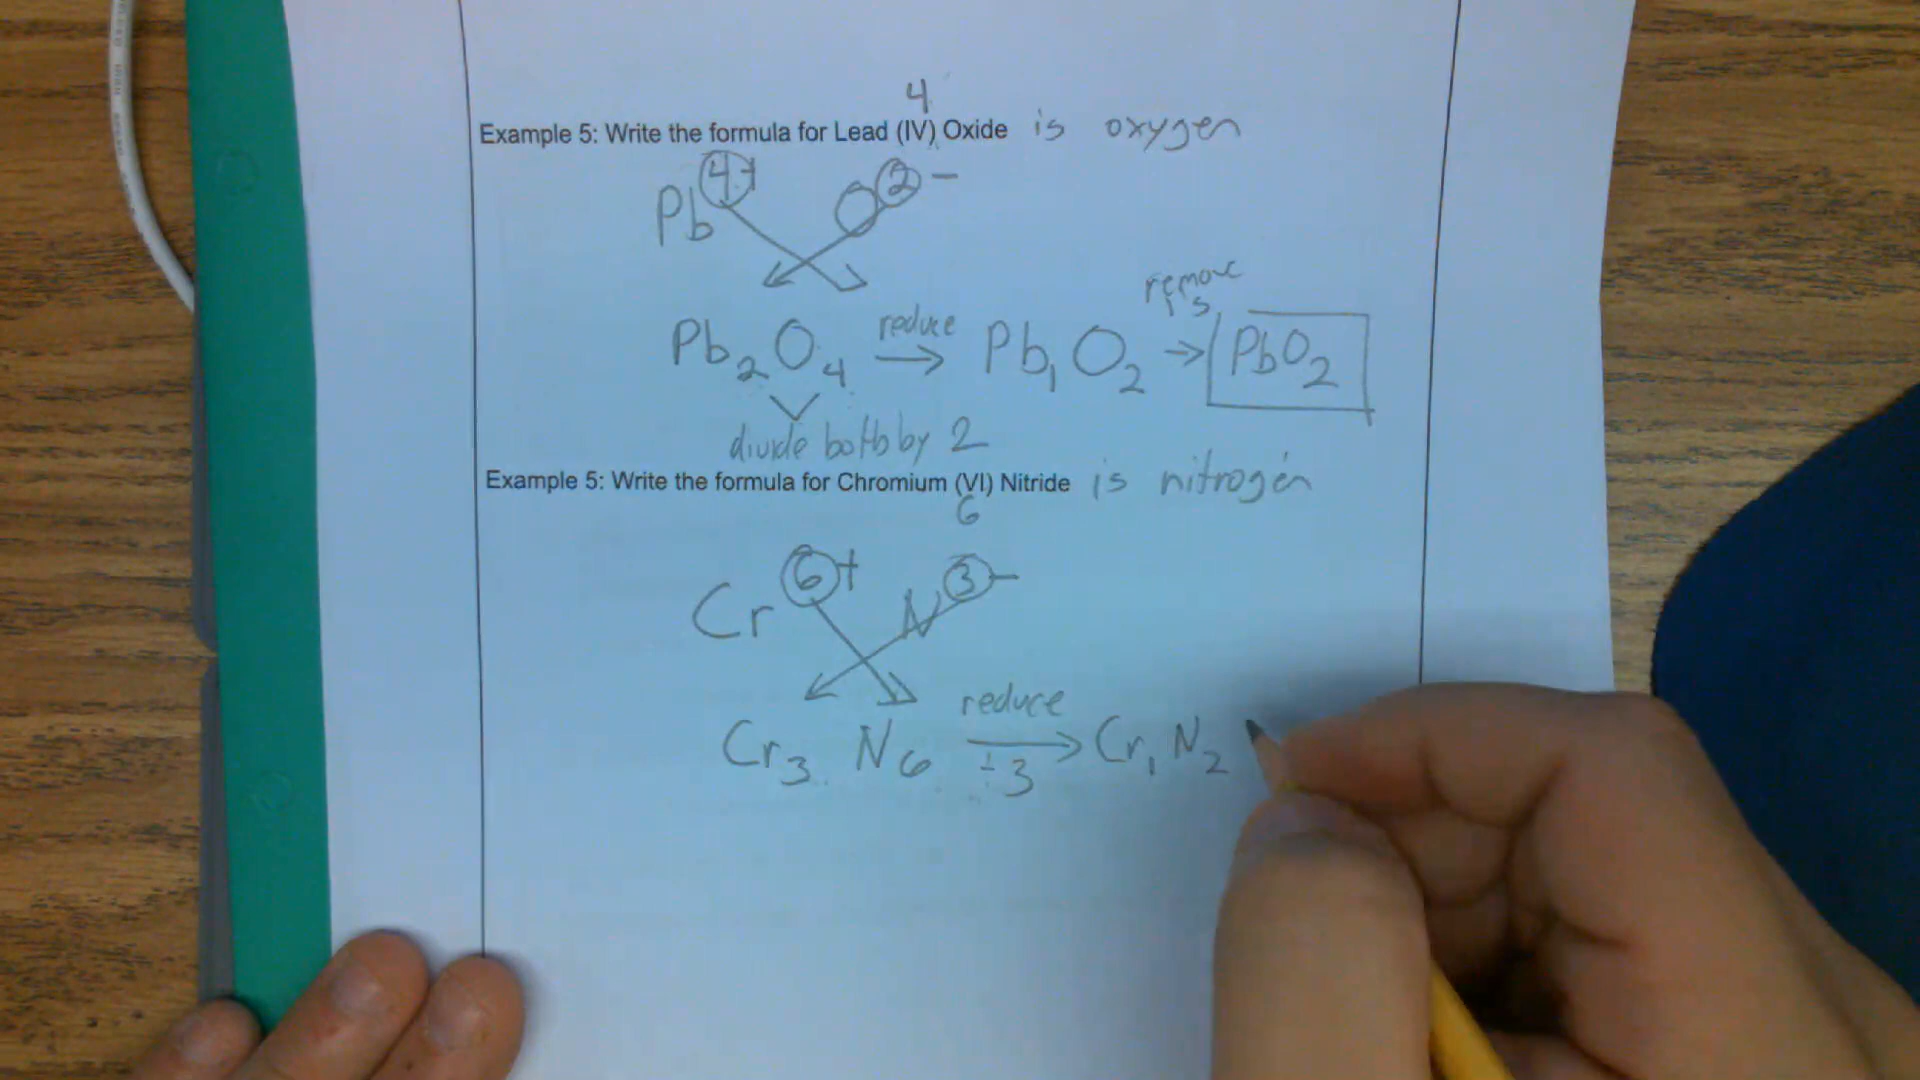 4
Example 5: Write the formula for Lead (IV) Oxide is oxygen
Pb 4+ O 2 -
remove 1s
Pb2O4 reduce → Pb1O2 → PbO2
divide both by 2
Example 5: Write the formula for Chromium (VI) Nitride is nitrogen
6
Cr 6+ N 3-
reduce
Cr3 N6 → Cr1N2
÷3